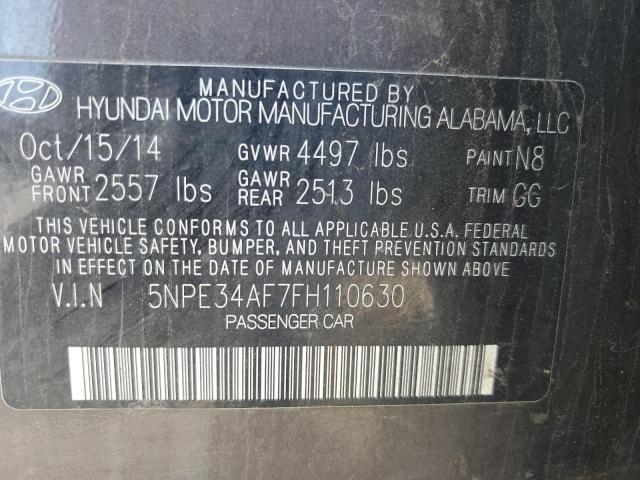 MANUFACTURED BY
HYUNDAI MOTOR MANUFACTURING ALABAMA, LLC
Oct/15/14 GVWR 4497 lbs PAINT N8
GAWR FRONT 2557 lbs GAWR REAR 2513 lbs TRIM GG
THIS VEHICLE CONFORMS TO ALL APPLICABLE U.S.A. FEDERAL
MOTOR VEHICLE SAFETY, BUMPER, AND THEFT PREVENTION STANDARDS
IN EFFECT ON THE DATE OF MANUFACTURE SHOWN ABOVE
V.I.N 5NPE34AF7FH110630
PASSENGER CAR